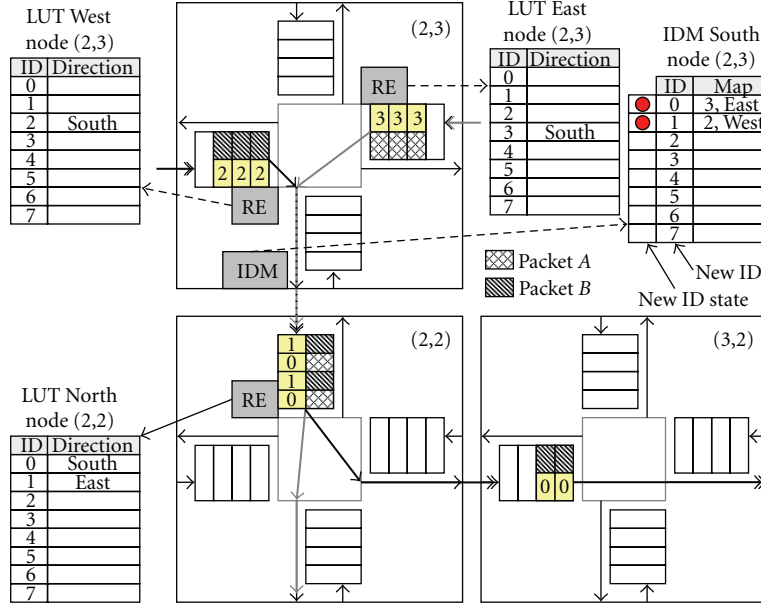 LUT West
node (2,3)
ID Direction
0
1
2 South
3
4
5
6
7
(2,3)
RE
3 3 3
2 2 2
RE
IDM
LUT East
node (2,3)
ID Direction
0
1
2
3 South
4
5
6
7
IDM South
node (2,3)
ID Map
0 3, East
1 2, West
2
3
4
5
6
7
New ID
New ID state
Packet A
Packet B
LUT North
node (2,2)
ID Direction
0 South
1 East
2
3
4
5
6
7
(2,2)
1
0
1
0
RE
(3,2)
0 0